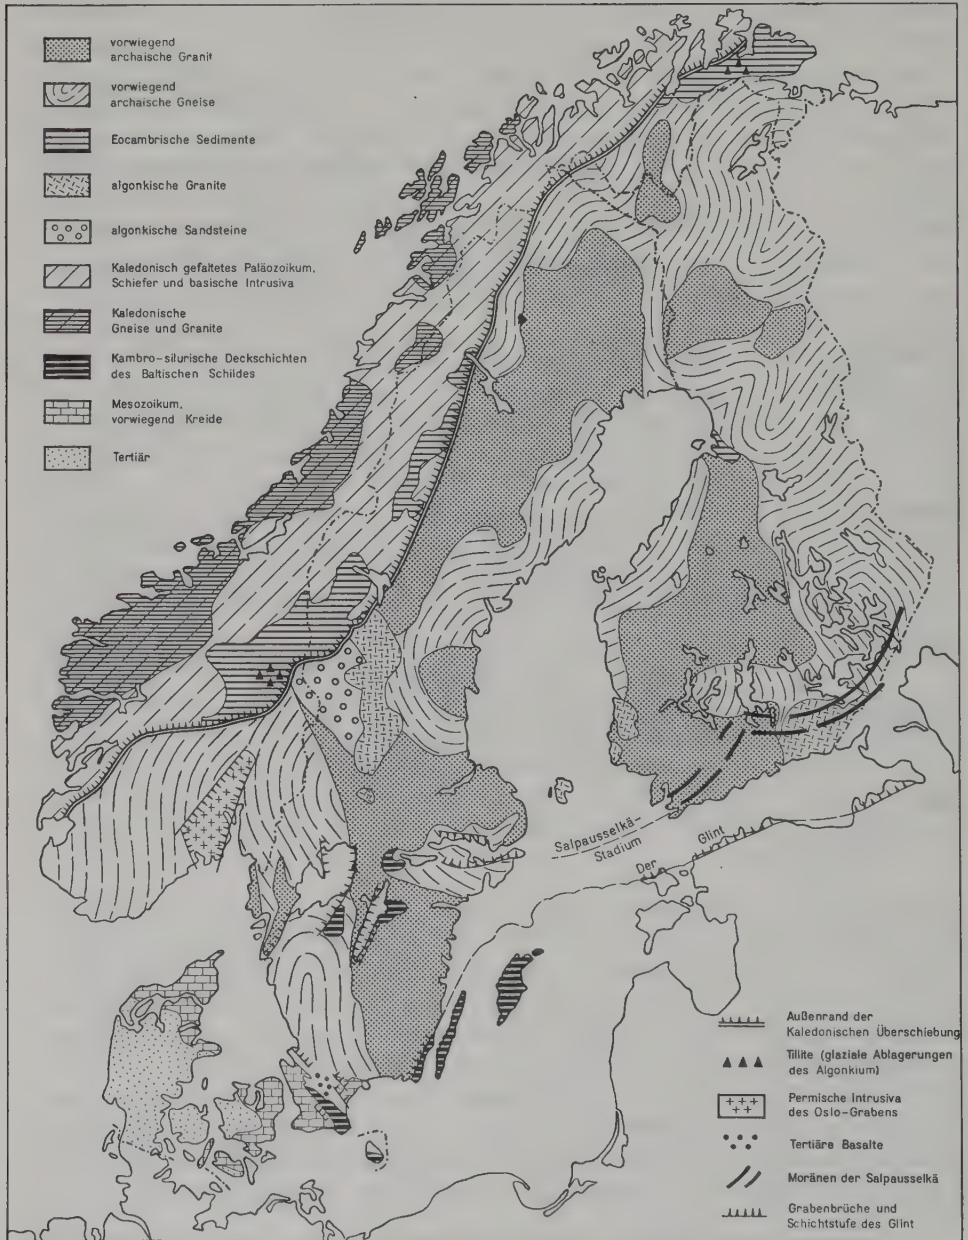 vorwiegend
archaische Granit
vorwiegend
archaische Gneise
Eocambrische Sedimente
algonkische Granite
algonkische Sandsteine
Kaledonisch gefaltetes Paläozoikum,
Schiefer und basische Intrusiva
Kaledonische
Gneise und Granite
Kambro-silurische Deckschichten
des Baltischen Schildes
Mesozoikum,
vorwiegend Kreide
Tertiär
Salpausselkä-
Stadium
Der Glint
Außenrand der
Kaledonischen Überschiebung
Tillite (glaziale Ablagerungen
des Algonkium)
Permische Intrusiva
des Oslo-Grabens
Tertiäre Basalte
Moränen der Salpausselkä
Grabenbrüche und
Schichtstufe des Glint